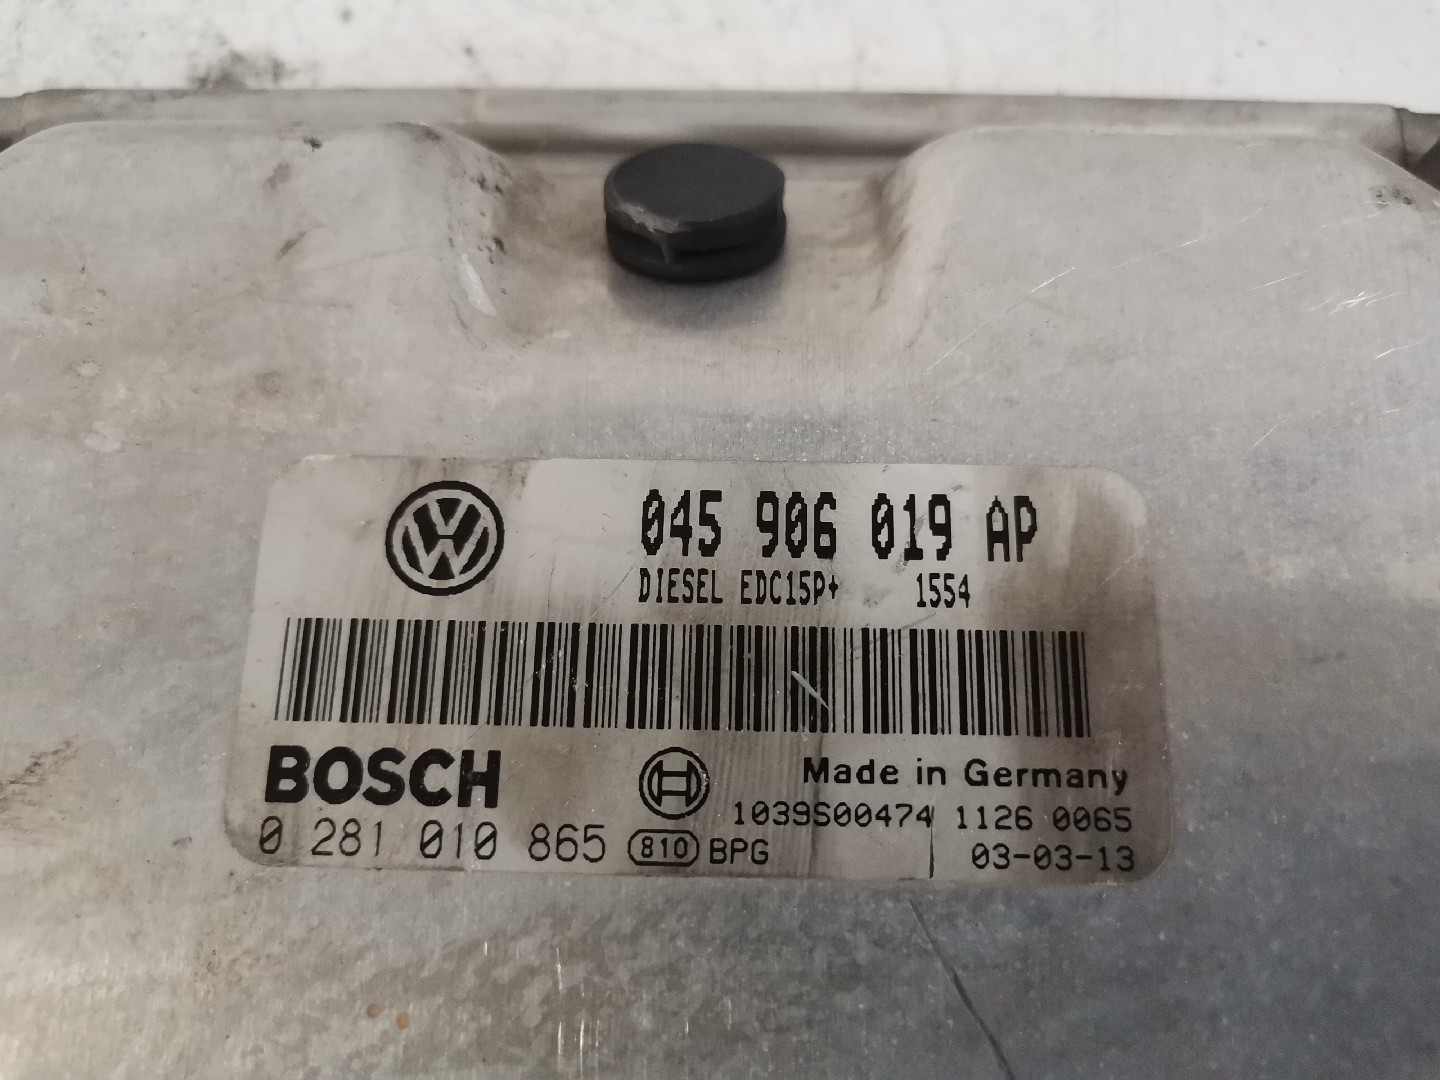 045 906 019 AP
DIESEL EDC15P+ 1554
BOSCH
Made in Germany
1039S00474 1126 0065
0 281 010 865 810 BPG 03-03-13